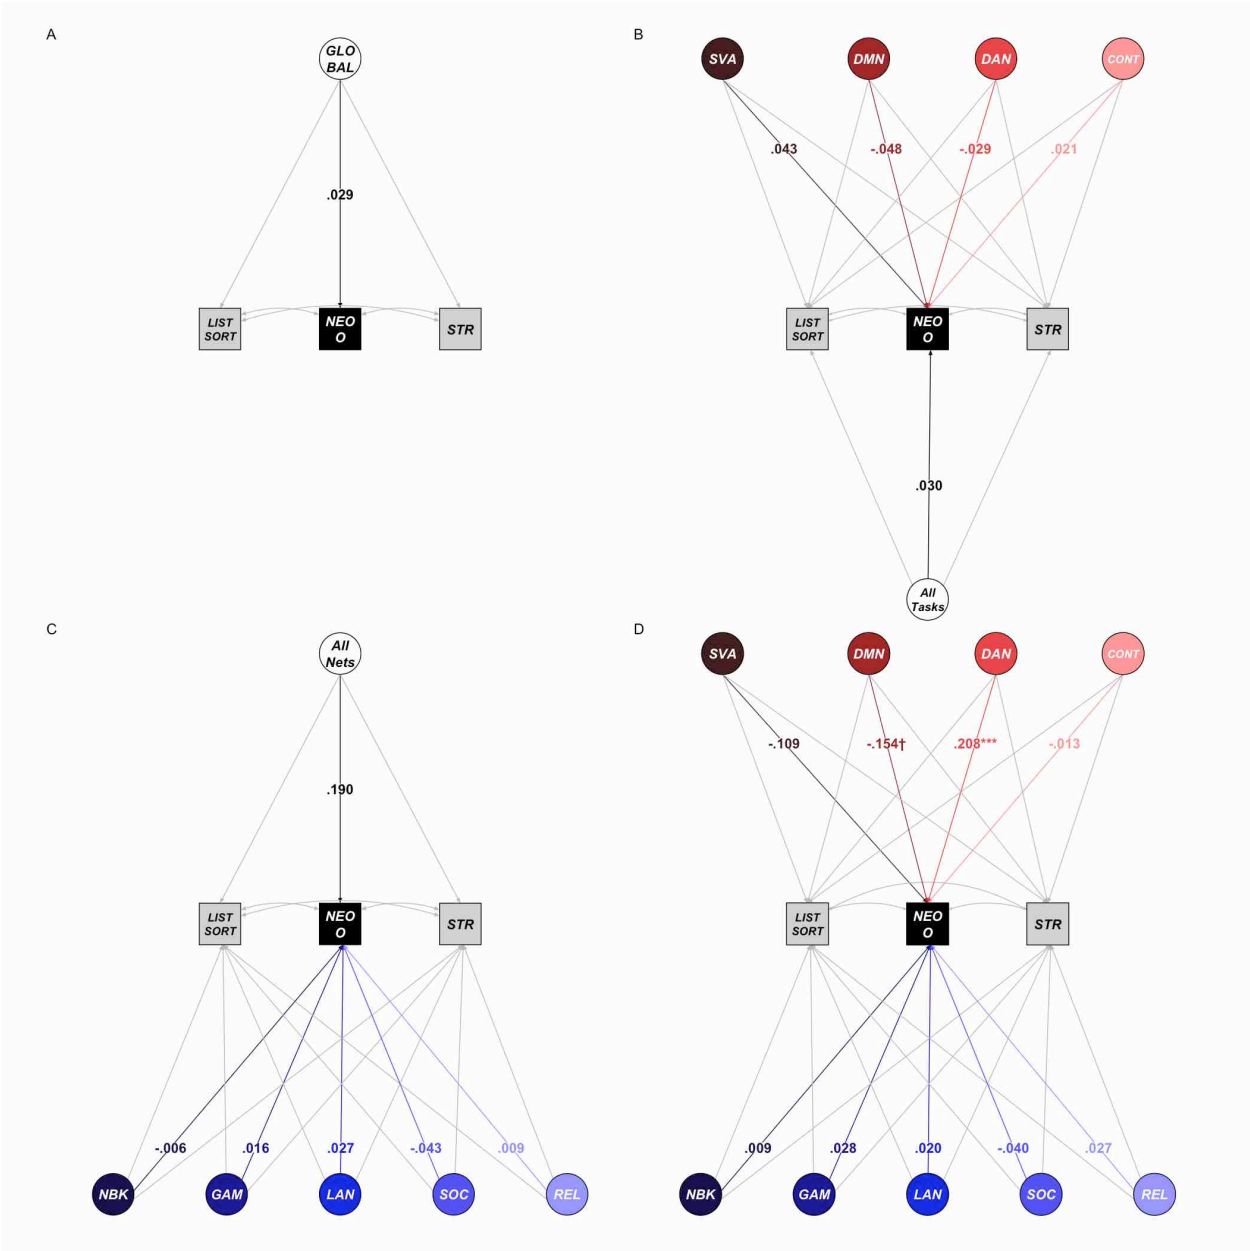 A
GLO
BAL
.029
LIST
SORT
NEO
O
STR
B
SVA
DMN
DAN
CONT
.043
-.048
-.029
.021
LIST
SORT
NEO
O
STR
.030
All
Tasks
C
All
Nets
.190
LIST
SORT
NEO
O
STR
-.006
.016
.027
-.043
.009
NBK
GAM
LAN
SOC
REL
D
SVA
DMN
DAN
CONT
-.109
-.154†
.208***
-.013
LIST
SORT
NEO
O
STR
.009
.028
.020
-.040
.027
NBK
GAM
LAN
SOC
REL